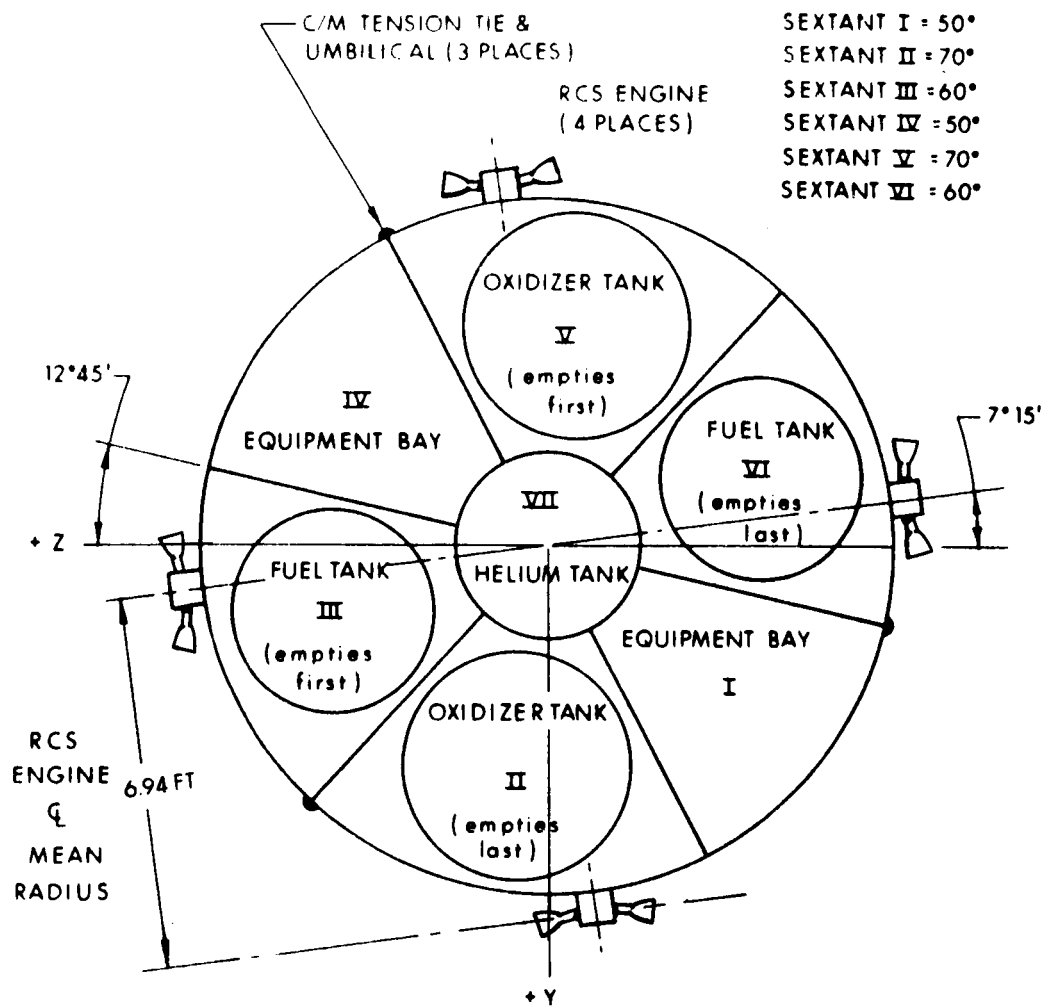 C/M TENSION TIE &
UMBILICAL (3 PLACES)
SEXTANT I = 50°
SEXTANT II = 70°
SEXTANT III = 60°
SEXTANT IV = 50°
SEXTANT V = 70°
SEXTANT VI = 60°
RCS ENGINE
(4 PLACES)
OXIDIZER TANK
V
(empties
first)
12°45'
IV
EQUIPMENT BAY
FUEL TANK
VI
(empties
last)
7°15'
VII
HELIUM TANK
+ Z
FUEL TANK
III
(empties
first)
EQUIPMENT BAY
I
OXIDIZER TANK
II
(empties
last)
RCS
ENGINE
℄
MEAN
RADIUS
6.94 FT
+ Y